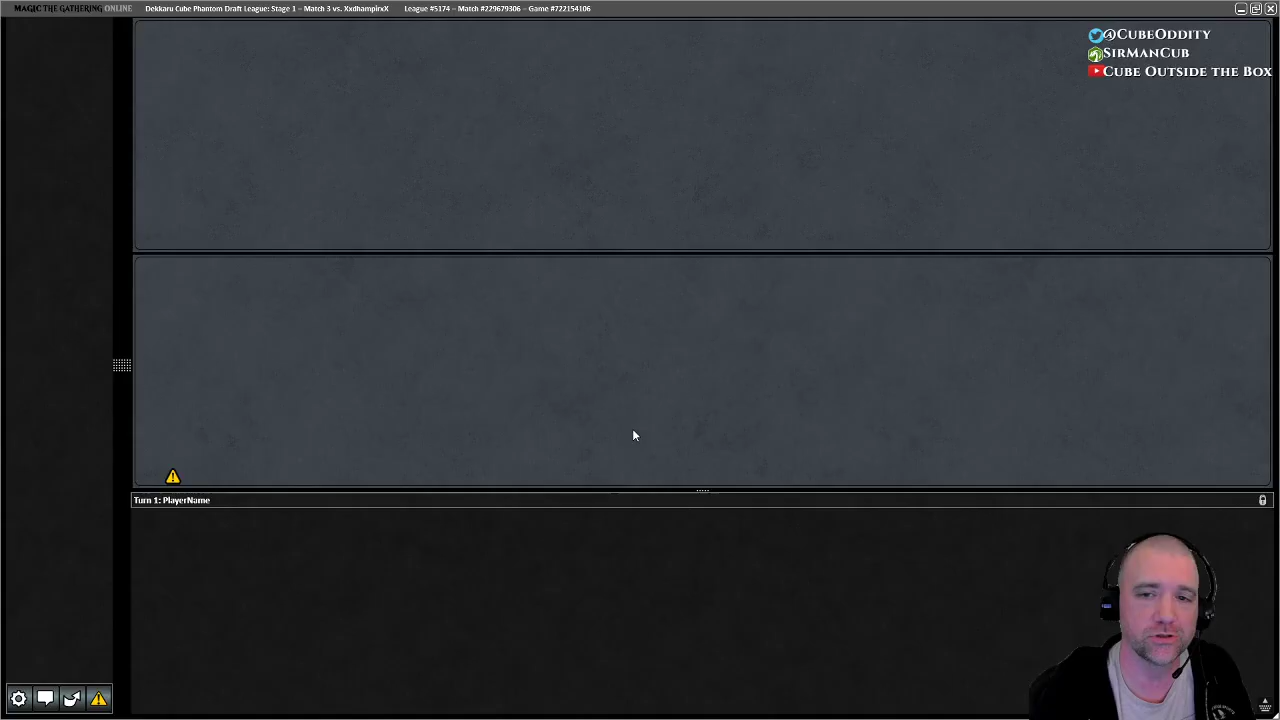 MAGIC THE GATHERING ONLINE Dekkaru Cube Phantom Draft League: Stage 1 – Match 3 vs. XxdhampirxX League #5174 – Match #229679306 – Game #722154106
@CubeOddity
SirManCub
Cube Outside the Box
Turn 1: PlayerName